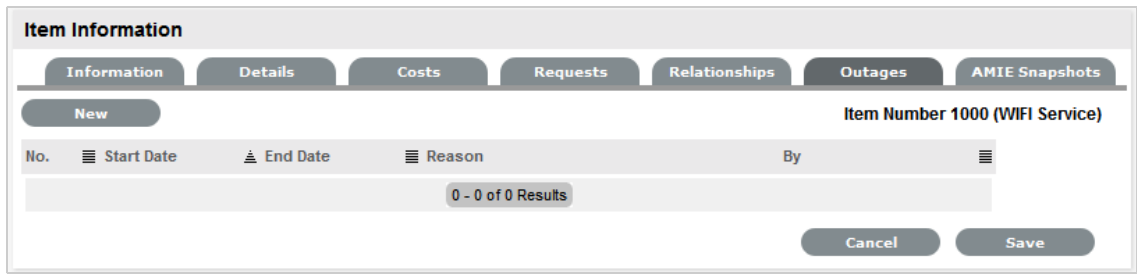 Item Information
Information Details Costs Requests Relationships Outages AMIE Snapshots
New Item Number 1000 (WIFI Service)
No. Start Date End Date Reason By
0 - 0 of 0 Results
Cancel Save